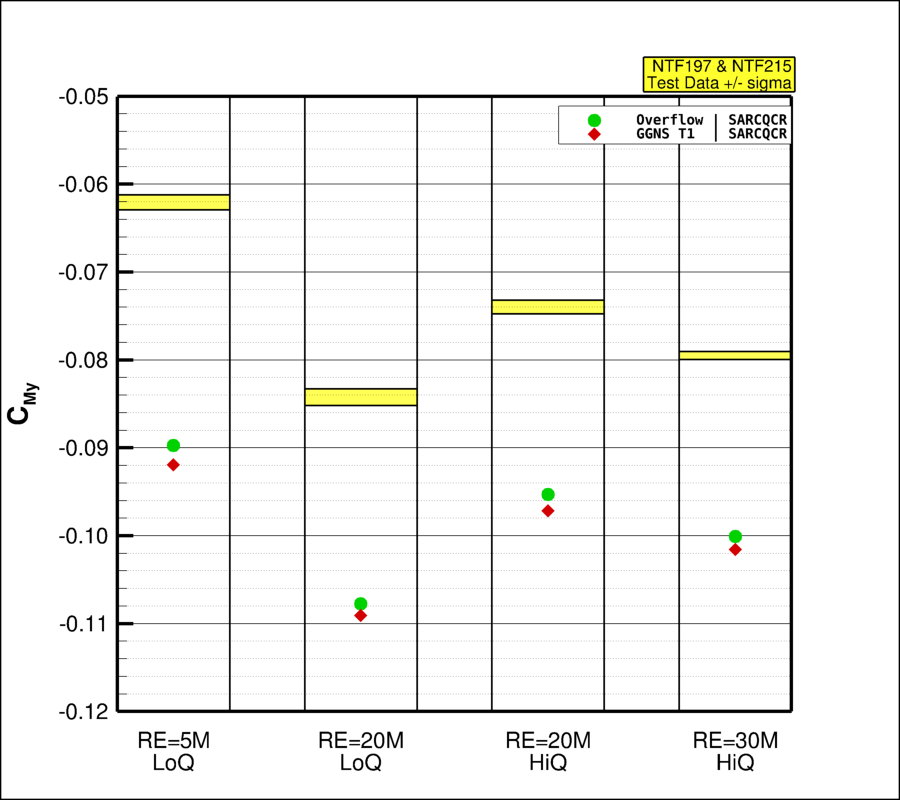 NTF197 & NTF215
Test Data +/- sigma
Overflow | SARCQCR
GGNS T1 | SARCQCR
-0.05
-0.06
-0.07
-0.08
-0.09
-0.10
-0.11
-0.12
CMy
RE=5M
LoQ
RE=20M
LoQ
RE=20M
HiQ
RE=30M
HiQ